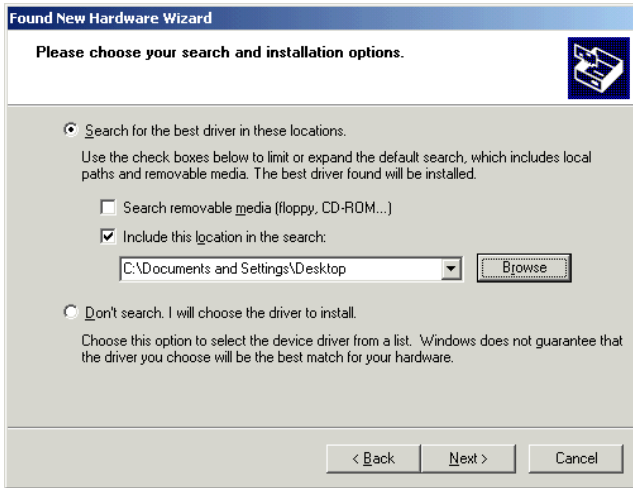 Found New Hardware Wizard
Please choose your search and installation options.
Search for the best driver in these locations.
Use the check boxes below to limit or expand the default search, which includes local
paths and removable media. The best driver found will be installed.
Search removable media (floppy, CD-ROM...)
Include this location in the search:
C:\Documents and Settings\Desktop
Browse
Don't search. I will choose the driver to install.
Choose this option to select the device driver from a list. Windows does not guarantee that
the driver you choose will be the best match for your hardware.
< Back Next > Cancel